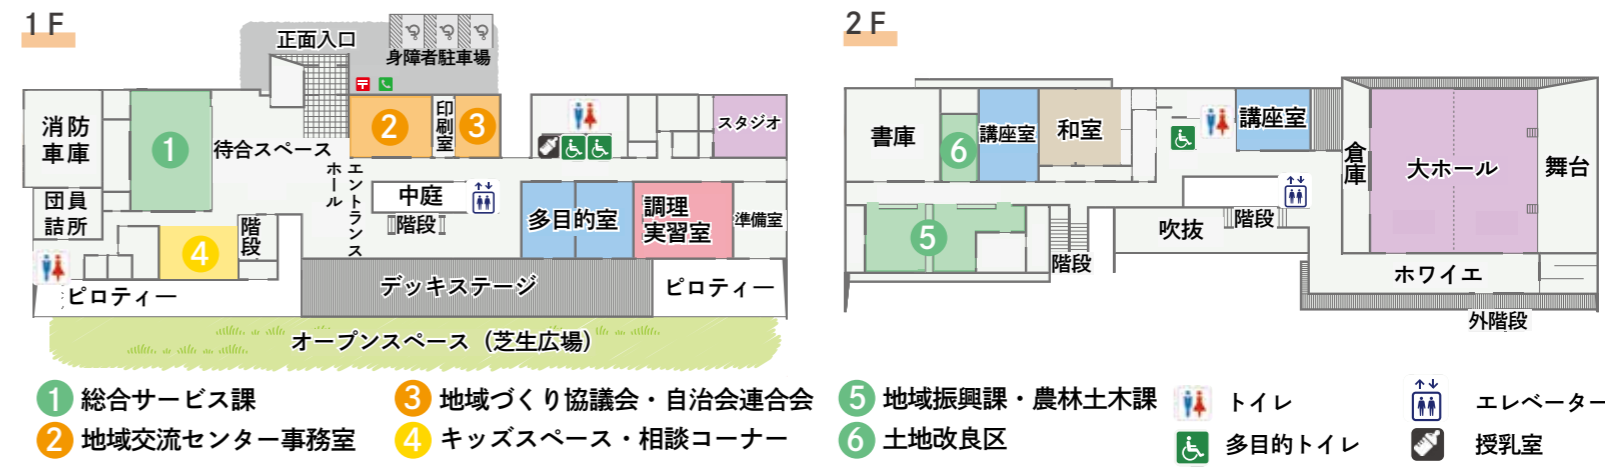 1F
正面入口
身障者駐車場
消防
車庫
1
待合スペース
2
印刷室
3
スタジオ
団員
詰所
エントランス
ホール
中庭
階段
多目的室
調理
実習室
準備室
4
階段
ピロティー
デッキステージ
ピロティー
オープンスペース（芝生広場）
2F
書庫
6
講座室
和室
講座室
倉庫
大ホール
舞台
5
階段
吹抜
階段
ホワイエ
外階段
1 総合サービス課
2 地域交流センター事務室
3 地域づくり協議会・自治会連合会
4 キッズスペース・相談コーナー
5 地域振興課・農林土木課
6 土地改良区
トイレ
多目的トイレ
エレベーター
授乳室